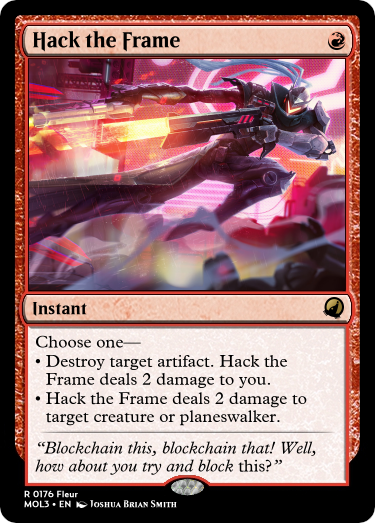 Hack the Frame
Instant
Choose one—
• Destroy target artifact. Hack the
Frame deals 2 damage to you.
• Hack the Frame deals 2 damage to
target creature or planeswalker.
“Blockchain this, blockchain that! Well,
how about you try and block this?”
R 0176 Fleur
MOL3 • EN Joshua Brian Smith